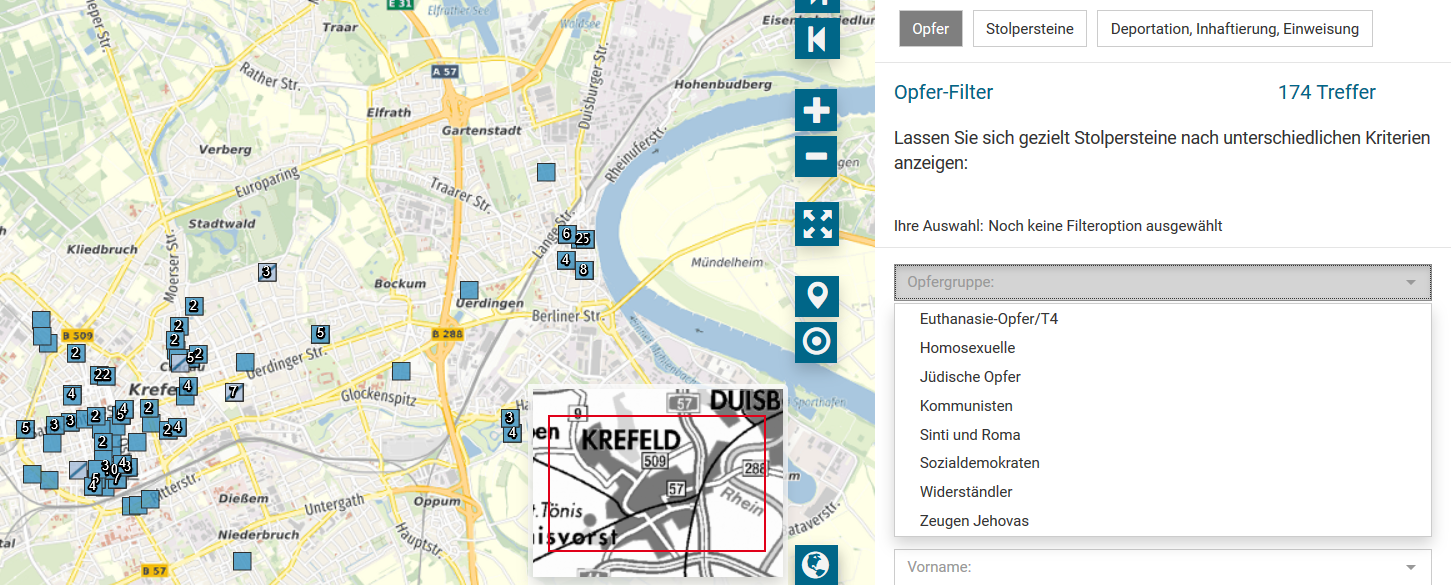 E 31
Elfrather See
Waldsee
Traar
Duisburger Str.
Rather Str.
A 57
Hohenbudberg
Elfrath
Gartenstadt
Verberg
Rheinuferstr.
Europaring
Traarer Str.
Stadtwald
Lange Str.
6
25
Kliedbruch
4
8
Mündelheim
Moerser Str.
3
Bockum
Uerdingen
2
Berliner Str.
2
5
B 509
B 288
2
2
5
2
Uerdinger Str.
22
4
4
7
Glockenspitz
5
3
3
2
4
5
2
2
4
3
4
2
3
4
3
5
7
4
Dießem
Untergath
Oppum
Niederbruch
Hauptstr.
B 57
57
DUISB
9
KREFELD
509
288
57
Rhein
.Tönis
isvorst
Opfer
Stolpersteine
Deportation, Inhaftierung, Einweisung
Opfer-Filter
174 Treffer
Lassen Sie sich gezielt Stolpersteine nach unterschiedlichen Kriterien
anzeigen:
Ihre Auswahl: Noch keine Filteroption ausgewählt
Opfergruppe:
Euthanasie-Opfer/T4
Homosexuelle
Jüdische Opfer
Kommunisten
Sinti und Roma
Sozialdemokraten
Widerständler
Zeugen Jehovas
Vorname: